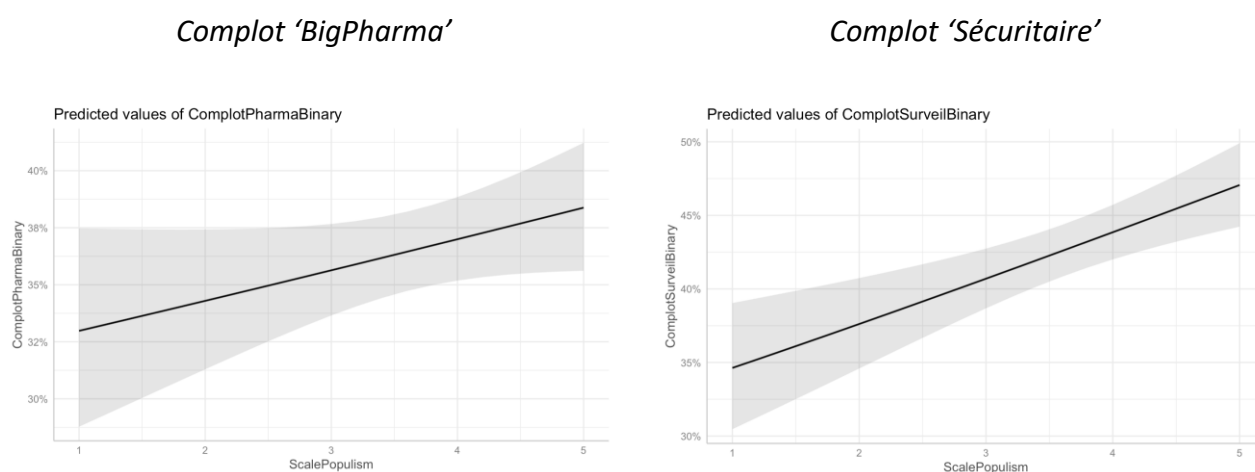 Complot ‘BigPharma’
Complot ‘Sécuritaire’
Predicted values of ComplotPharmaBinary
40%
38%
35%
32%
30%
ComplotPharmaBinary
1 2 3 4 5
ScalePopulism
Predicted values of ComplotSurveilBinary
50%
45%
40%
35%
30%
ComplotSurveilBinary
1 2 3 4 5
ScalePopulism